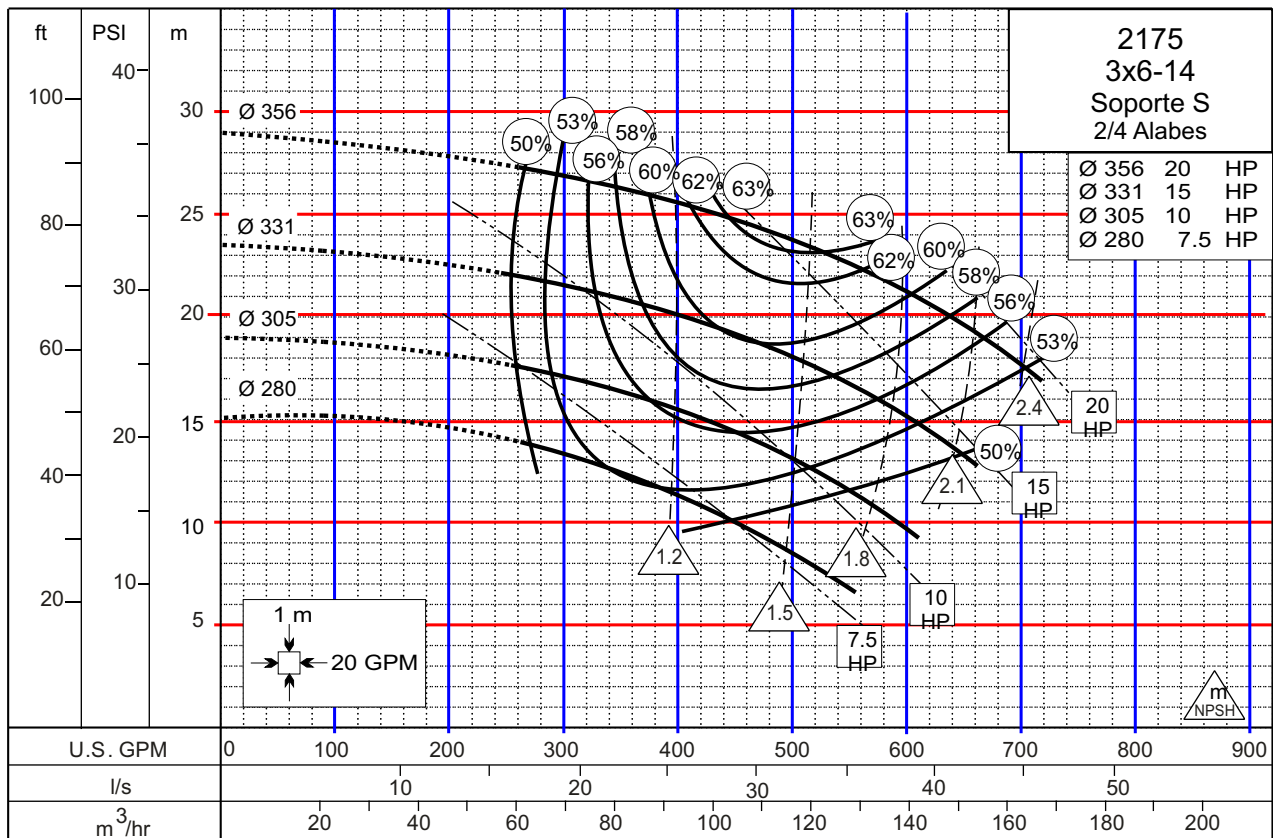 ft PSI m
2175
3x6-14
Soporte S
2/4 Alabes
Ø 356 20 HP
Ø 331 15 HP
Ø 305 10 HP
Ø 280 7.5 HP
40
100
30
Ø 356
50%
53%
56%
58%
60%
62%
63%
80
25
Ø 331
63%
62%
60%
58%
56%
53%
30
20
Ø 305
60
Ø 280
15
20
50%
2.4
20
HP
40
2.1
15
HP
10
1.2
1.8
10
20
5
1.5
10
HP
7.5
HP
1 m
20 GPM
m
NPSH
U.S. GPM 0 100 200 300 400 500 600 700 800 900
l/s 10 20 30 40 50
m3/hr 20 40 60 80 100 120 140 160 180 200